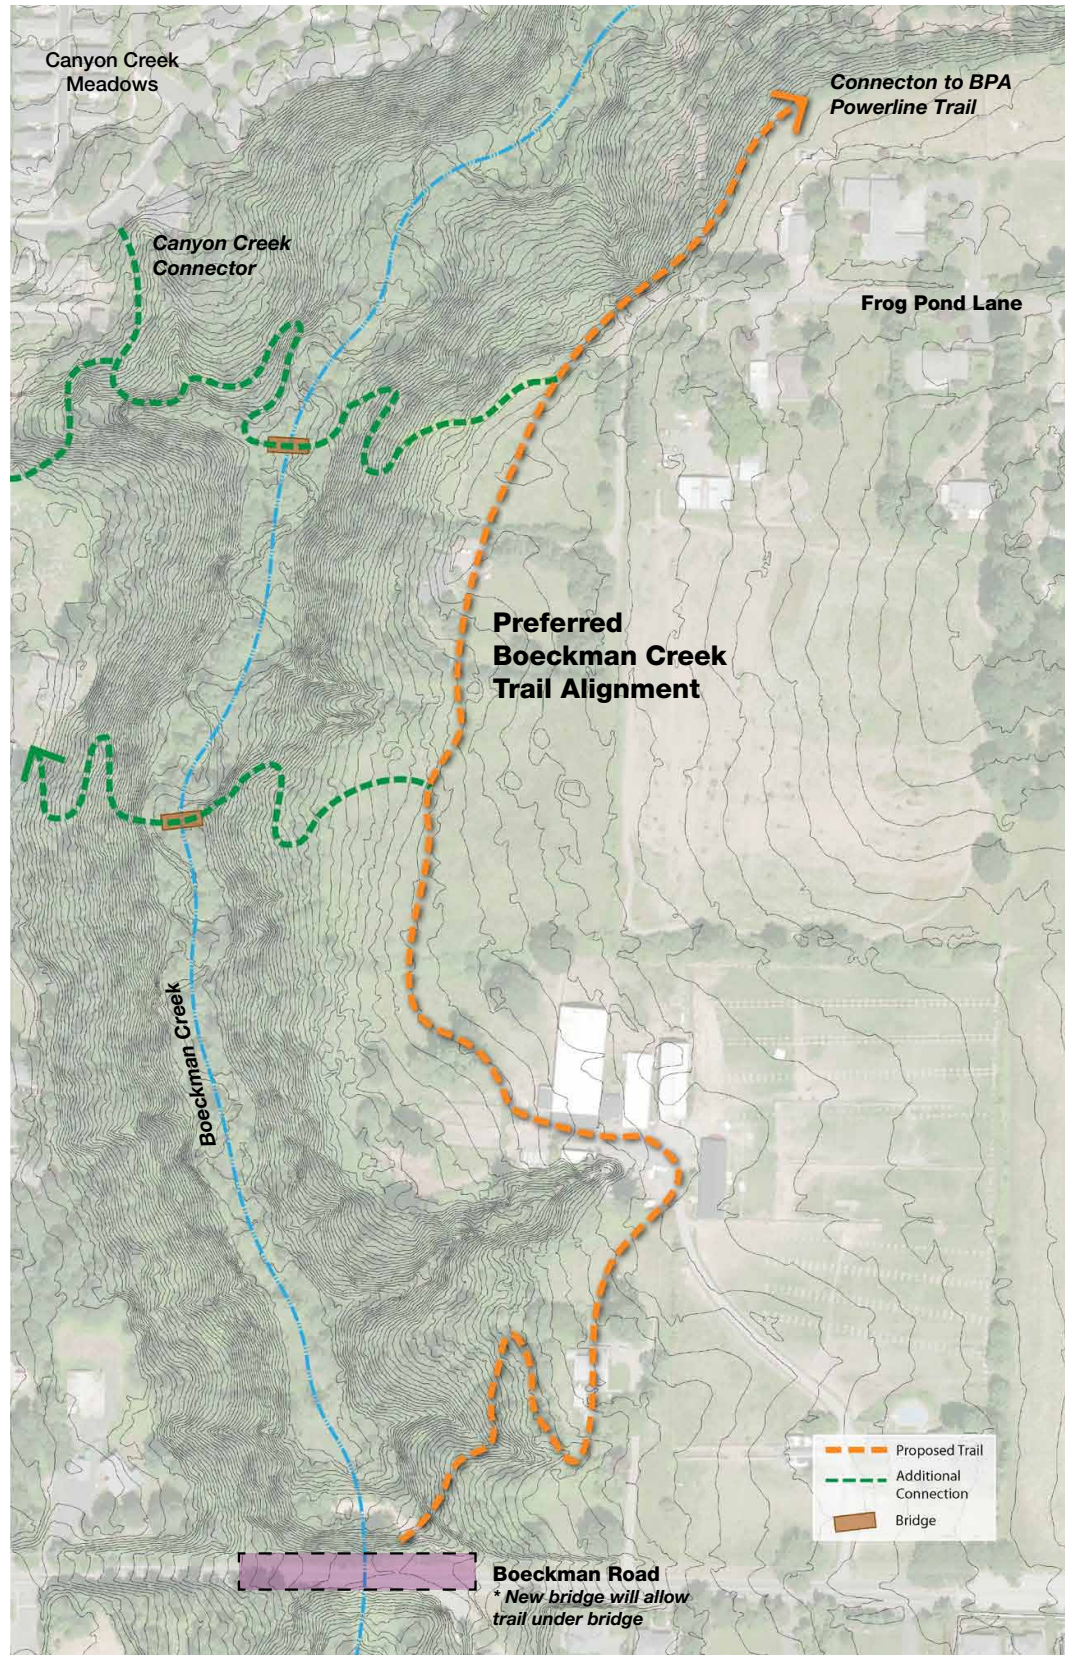 Canyon Creek
Meadows
Connecton to BPA
Powerline Trail
Canyon Creek
Connector
Frog Pond Lane
Preferred
Boeckman Creek
Trail Alignment
Boeckman Creek
Proposed Trail
Additional
Connection
Bridge
Boeckman Road
* New bridge will allow
trail under bridge